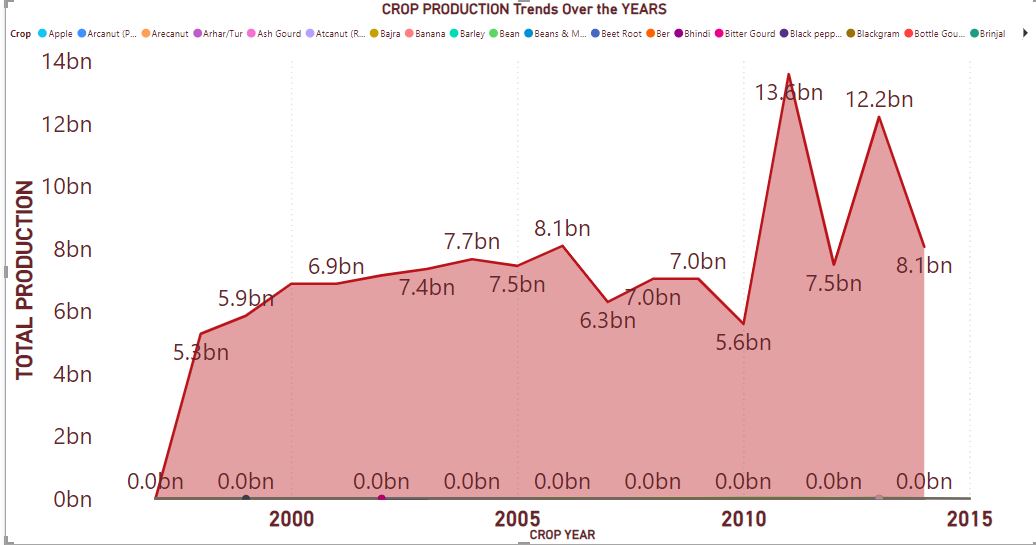 CROP PRODUCTION Trends Over the YEARS
Crop Apple Arcanut (P... Arecanut Arhar/Tur Ash Gourd Atcanut (R... Bajra Banana Barley Bean Beans & M... Beet Root Ber Bhindi Bitter Gourd Black pepp... Blackgram Bottle Gou... Brinjal
14bn
13.6bn 12.2bn
12bn
10bn
8.1bn
7.7bn
8bn
6.9bn 7.0bn
8.1bn
7.4bn 7.5bn 7.5bn
5.9bn 7.0bn
6bn
6.3bn
5.6bn
5.3bn
4bn
2bn
0.0bn 0.0bn 0.0bn 0.0bn 0.0bn 0.0bn 0.0bn 0.0bn 0.0bn
0bn
TOTAL PRODUCTION
2000 2005 2010 2015
CROP YEAR